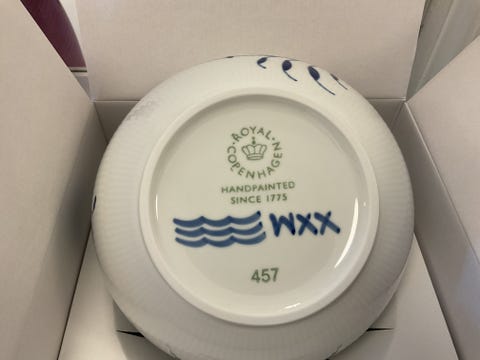 ROYAL COPENHAGEN
HANDPAINTED
SINCE 1775
WXX
457